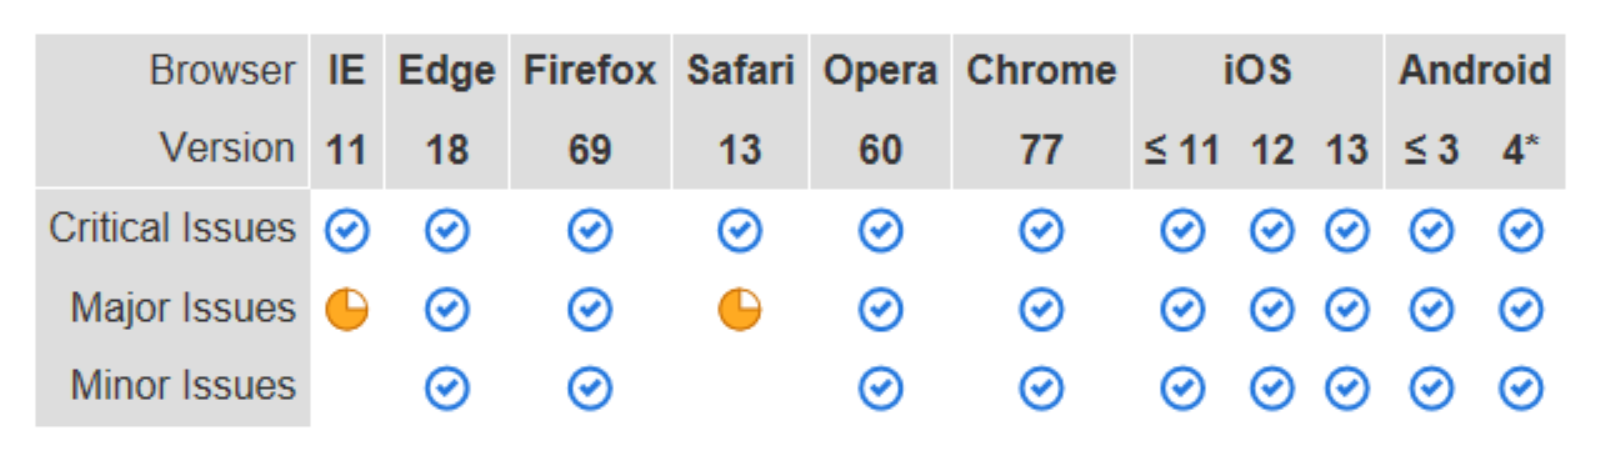 Browser IE Edge Firefox Safari Opera Chrome iOS Android
Version 11 18 69 13 60 77 ≤ 11 12 13 ≤ 3 4*
Critical Issues
Major Issues
Minor Issues